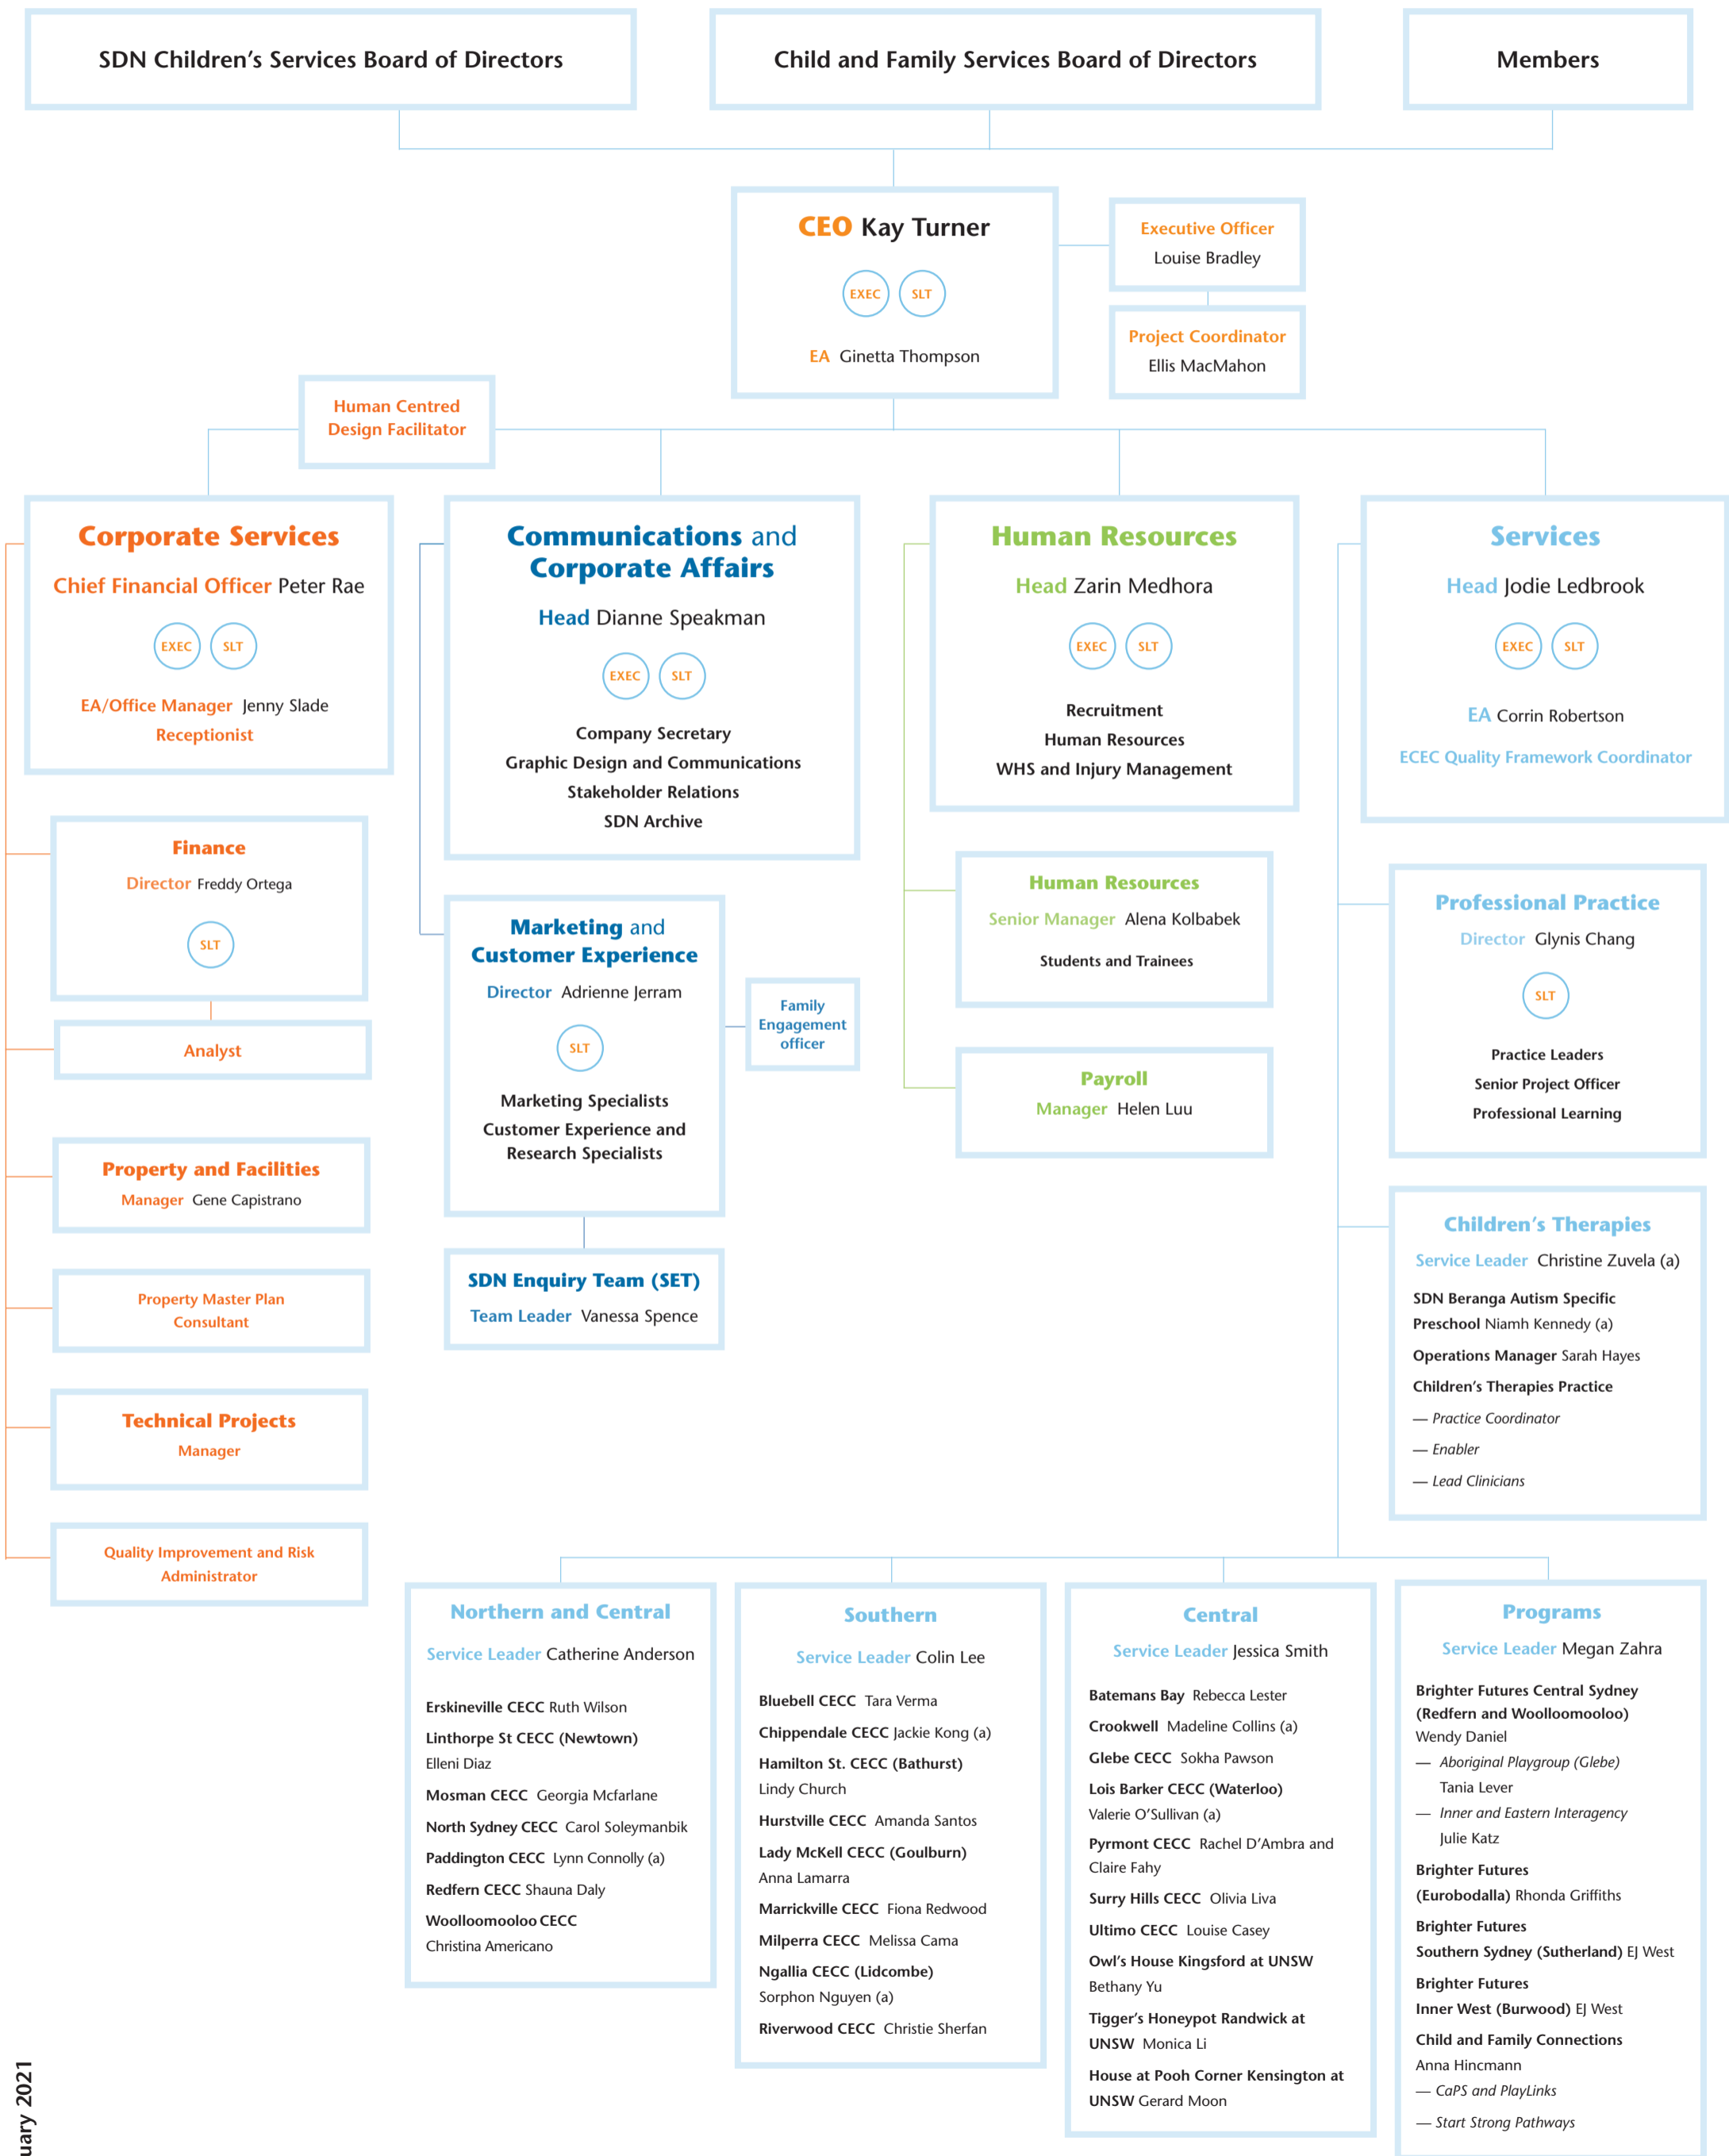 SDN Children’s Services Board of Directors
Child and Family Services Board of Directors
Members
CEO Kay Turner
EXEC SLT
EA Ginetta Thompson
Executive Officer
Louise Bradley
Project Coordinator
Ellis MacMahon
Human Centred
Design Facilitator
Corporate Services
Chief Financial Officer Peter Rae
EXEC SLT
EA/Office Manager Jenny Slade
Receptionist
Finance
Director Freddy Ortega
SLT
Analyst
Property and Facilities
Manager Gene Capistrano
Property Master Plan
Consultant
Technical Projects
Manager
Quality Improvement and Risk
Administrator
Communications and
Corporate Affairs
Head Dianne Speakman
EXEC SLT
Company Secretary
Graphic Design and Communications
Stakeholder Relations
SDN Archive
Marketing and
Customer Experience
Director Adrienne Jerram
SLT
Marketing Specialists
Customer Experience and
Research Specialists
Family
Engagement
officer
SDN Enquiry Team (SET)
Team Leader Vanessa Spence
Human Resources
Head Zarin Medhora
EXEC SLT
Recruitment
Human Resources
WHS and Injury Management
Human Resources
Senior Manager Alena Kolbabek
Students and Trainees
Payroll
Manager Helen Luu
Services
Head Jodie Ledbrook
EXEC SLT
EA Corrin Robertson
ECEC Quality Framework Coordinator
Professional Practice
Director Glynis Chang
SLT
Practice Leaders
Senior Project Officer
Professional Learning
Children’s Therapies
Service Leader Christine Zuvela (a)
SDN Beranga Autism Specific
Preschool Niamh Kennedy (a)
Operations Manager Sarah Hayes
Children’s Therapies Practice
— Practice Coordinator
— Enabler
— Lead Clinicians
Northern and Central
Service Leader Catherine Anderson
Erskineville CECC Ruth Wilson
Linthorpe St CECC (Newtown)
Elleni Diaz
Mosman CECC Georgia Mcfarlane
North Sydney CECC Carol Soleymanbik
Paddington CECC Lynn Connolly (a)
Redfern CECC Shauna Daly
Woolloomooloo CECC
Christina Americano
Southern
Service Leader Colin Lee
Bluebell CECC Tara Verma
Chippendale CECC Jackie Kong (a)
Hamilton St. CECC (Bathurst)
Lindy Church
Hurstville CECC Amanda Santos
Lady McKell CECC (Goulburn)
Anna Lamarra
Marrickville CECC Fiona Redwood
Milperra CECC Melissa Cama
Ngallia CECC (Lidcombe)
Sorphon Nguyen (a)
Riverwood CECC Christie Sherfan
Central
Service Leader Jessica Smith
Batemans Bay Rebecca Lester
Crookwell Madeline Collins (a)
Glebe CECC Sokha Pawson
Lois Barker CECC (Waterloo)
Valerie O’Sullivan (a)
Pyrmont CECC Rachel D’Ambra and
Claire Fahy
Surry Hills CECC Olivia Liva
Ultimo CECC Louise Casey
Owl’s House Kingsford at UNSW
Bethany Yu
Tigger’s Honeypot Randwick at
UNSW Monica Li
House at Pooh Corner Kensington at
UNSW Gerard Moon
Programs
Service Leader Megan Zahra
Brighter Futures Central Sydney
(Redfern and Woolloomooloo)
Wendy Daniel
— Aboriginal Playgroup (Glebe)
Tania Lever
— Inner and Eastern Interagency
Julie Katz
Brighter Futures
(Eurobodalla) Rhonda Griffiths
Brighter Futures
Southern Sydney (Sutherland) EJ West
Brighter Futures
Inner West (Burwood) EJ West
Child and Family Connections
Anna Hincmann
— CaPS and PlayLinks
— Start Strong Pathways
2021